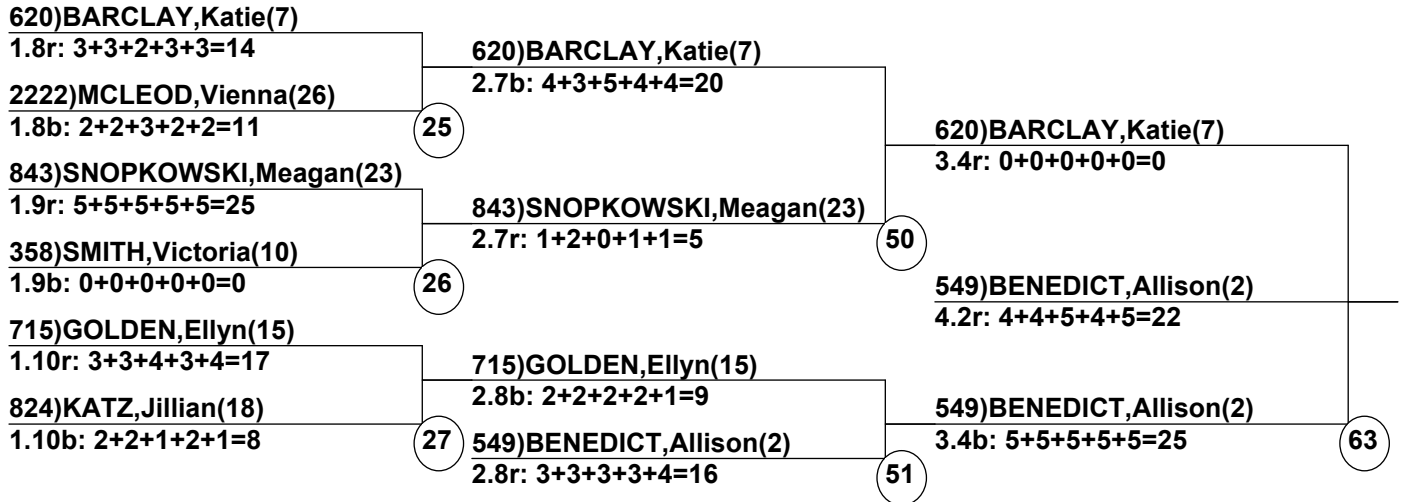 620)BARCLAY,Katie(7)
1.8r: 3+3+2+3+3=14
2222)MCLEOD,Vienna(26)
1.8b: 2+2+3+2+2=11
25
843)SNOPKOWSKI,Meagan(23)
1.9r: 5+5+5+5+5=25
358)SMITH,Victoria(10)
1.9b: 0+0+0+0+0=0
26
715)GOLDEN,Ellyn(15)
1.10r: 3+3+4+3+4=17
824)KATZ,Jillian(18)
1.10b: 2+2+1+2+1=8
27
620)BARCLAY,Katie(7)
2.7b: 4+3+5+4+4=20
843)SNOPKOWSKI,Meagan(23)
2.7r: 1+2+0+1+1=5
50
715)GOLDEN,Ellyn(15)
2.8b: 2+2+2+2+1=9
549)BENEDICT,Allison(2)
2.8r: 3+3+3+3+4=16
51
620)BARCLAY,Katie(7)
3.4r: 0+0+0+0+0=0
549)BENEDICT,Allison(2)
4.2r: 4+4+5+4+5=22
549)BENEDICT,Allison(2)
3.4b: 5+5+5+5+5=25
63